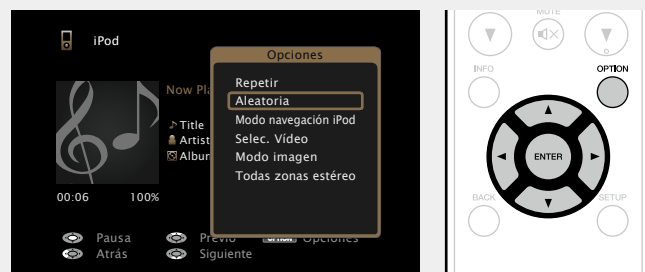 iPod
Opciones
Now Pla
Repetir
Aleatoria
Modo navegación iPod
Selec. Vídeo
Modo imagen
Todas zonas estéreo
Title
Artist
Album
00:06 100%
Pausa
Previo
OPTION Opciones
Atrás
Siguiente
MUTE
INFO
OPTION
ENTER
BACK
SETUP